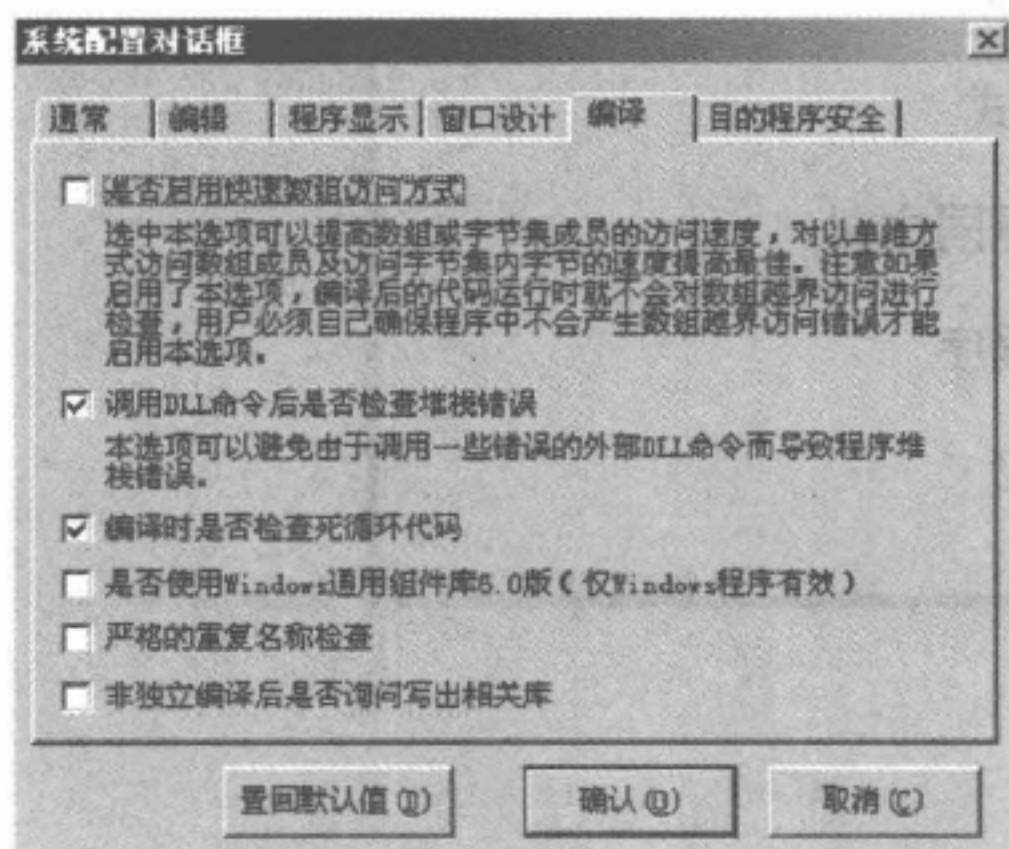 系统配置对话框
通常 编辑 程序显示 窗口设计 编译 目的程序安全
是否启用快速数组访问方式
选中本选项可以提高数组或字节集成员的访问速度，对以单维方
式访问数组成员及访问字节集内字节的速度提高最佳。注意如果
启用了本选项，编译后的代码运行时就不会对数组越界访问进行
检查，用户必须自己确保程序中不会产生数组越界访问错误才能
启用本选项。
调用DLL命令后是否检查堆栈错误
本选项可以避免由于调用一些错误的外部DLL命令而导致程序堆
栈错误。
编译时是否检查死循环代码
是否使用Windows通用组件库6.0版（仅Windows程序有效）
严格的重复名称检查
非独立编译后是否询问写出相关库
置回默认值(D) 确认(O) 取消(C)